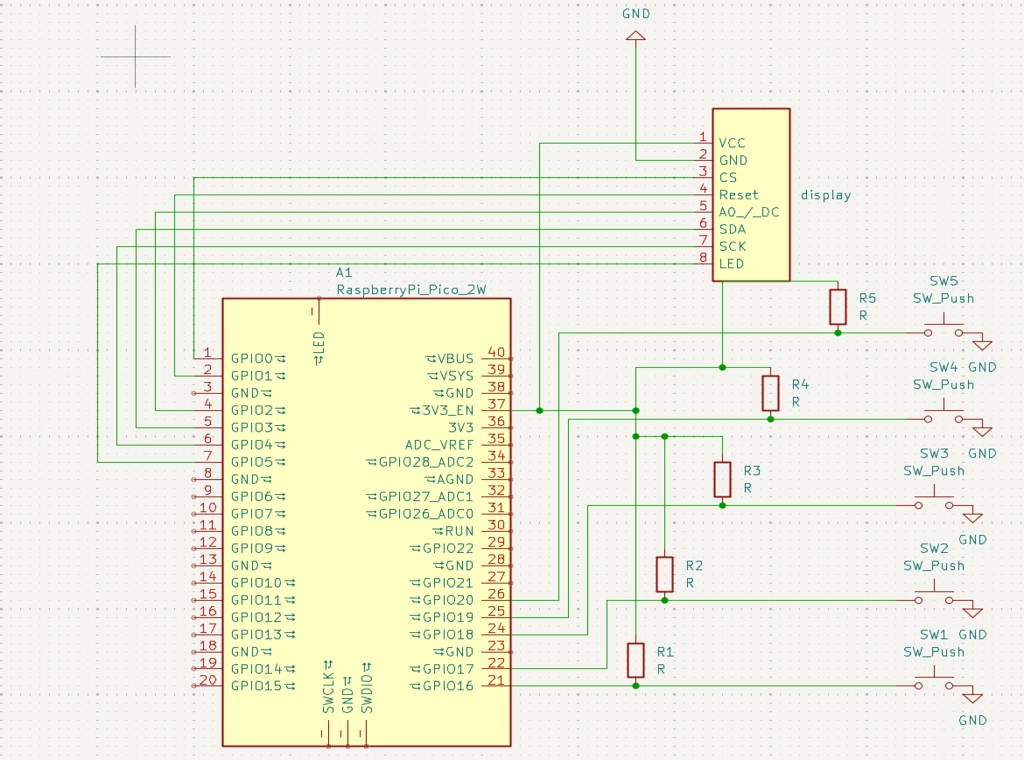 GND
1 VCC
2 GND
3 CS
4 Reset
5 A0_/_DC
6 SDA
7 SCK
8 LED
display
A1
RaspberryPi_Pico_2W
LED
1 GPIO0
2 GPIO1
3 GND
4 GPIO2
5 GPIO3
6 GPIO4
7 GPIO5
8 GND
9 GPIO6
10 GPIO7
11 GPIO8
12 GPIO9
13 GND
14 GPIO10
15 GPIO11
16 GPIO12
17 GPIO13
18 GND
19 GPIO14
20 GPIO15
VBUS 40
VSYS 39
GND 38
3V3_EN 37
3V3 36
ADC_VREF 35
GPIO28_ADC2 34
AGND 33
GPIO27_ADC1 32
GPIO26_ADC0 31
RUN 30
GPIO22 29
GND 28
GPIO21 27
GPIO20 26
GPIO19 25
GPIO18 24
GND 23
GPIO17 22
GPIO16 21
SWCLK
GND
SWDIO
R5
R
SW5
SW_Push
GND
R4
R
SW4
SW_Push
GND
R3
R
SW3
SW_Push
GND
R2
R
SW2
SW_Push
GND
R1
R
SW1
SW_Push
GND